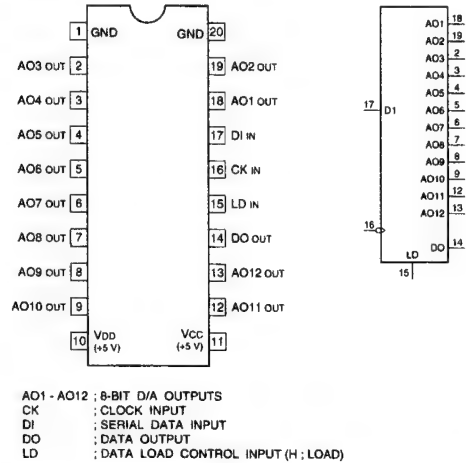 1 GND GND 20
AO3 OUT 2 19 AO2 OUT
AO4 OUT 3 18 AO1 OUT
AO5 OUT 4 17 DI IN
AO6 OUT 5 16 CK IN
AO7 OUT 6 15 LD IN
AO8 OUT 7 14 DO OUT
AO9 OUT 8 13 AO12 OUT
AO10 OUT 9 12 AO11 OUT
10 VDD VCC 11
(+5 V) (+5 V)
AO1 18
AO2 19
AO3 2
AO4 3
AO5 4
17 D1 AO6 5
AO7 6
AO8 7
AO9 8
AO10 9
AO11 12
AO12 13
16
DO 14
LD
15
AO1 - AO12 ; 8-BIT D/A OUTPUTS
CK ; CLOCK INPUT
DI ; SERIAL DATA INPUT
DO ; DATA OUTPUT
LD ; DATA LOAD CONTROL INPUT (H ; LOAD)